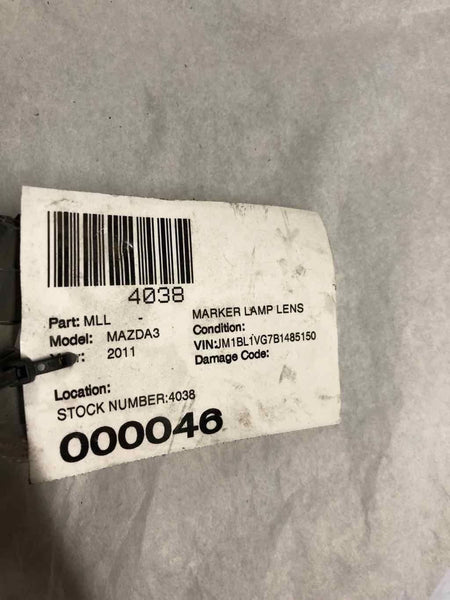 4038
Part: MLL - MARKER LAMP LENS
Model: MAZDA3 Condition:
2011 VIN:JM1BL1VG7B1485150
Damage Code:
Location:
STOCK NUMBER:4038
000046